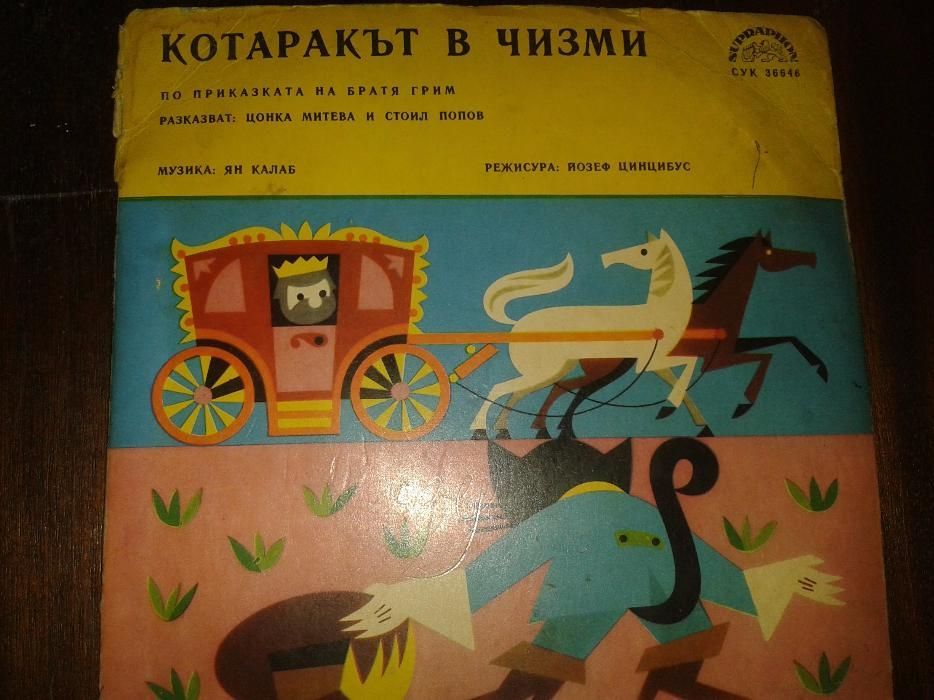 КОТАРАКЪТ В ЧИЗМИ
SUPRAPHON
СУК 36646
ПО ПРИКАЗКАТА НА БРАТЯ ГРИМ
РАЗКАЗВАТ: ЦОНКА МИТЕВА И СТОИЛ ПОПОВ
МУЗИКА: ЯН КАЛАБ
РЕЖИСУРА: ЙОЗЕФ ЦИНЦИБУС